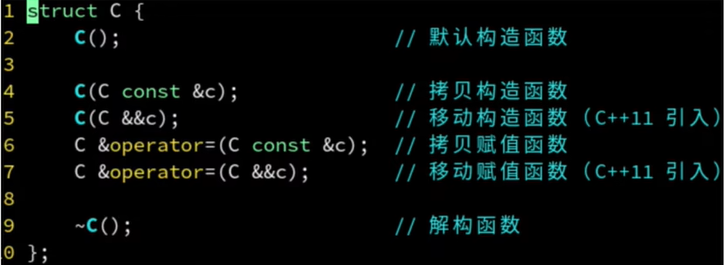 1 struct C {
2     C();                      // 默认构造函数
3
4     C(C const &c);            // 拷贝构造函数
5     C(C &&c);                 // 移动构造函数（C++11 引入）
6     C &operator=(C const &c); // 拷贝赋值函数
7     C &operator=(C &&c);      // 移动赋值函数（C++11 引入）
8
9     ~C();                     // 解构函数
0 };